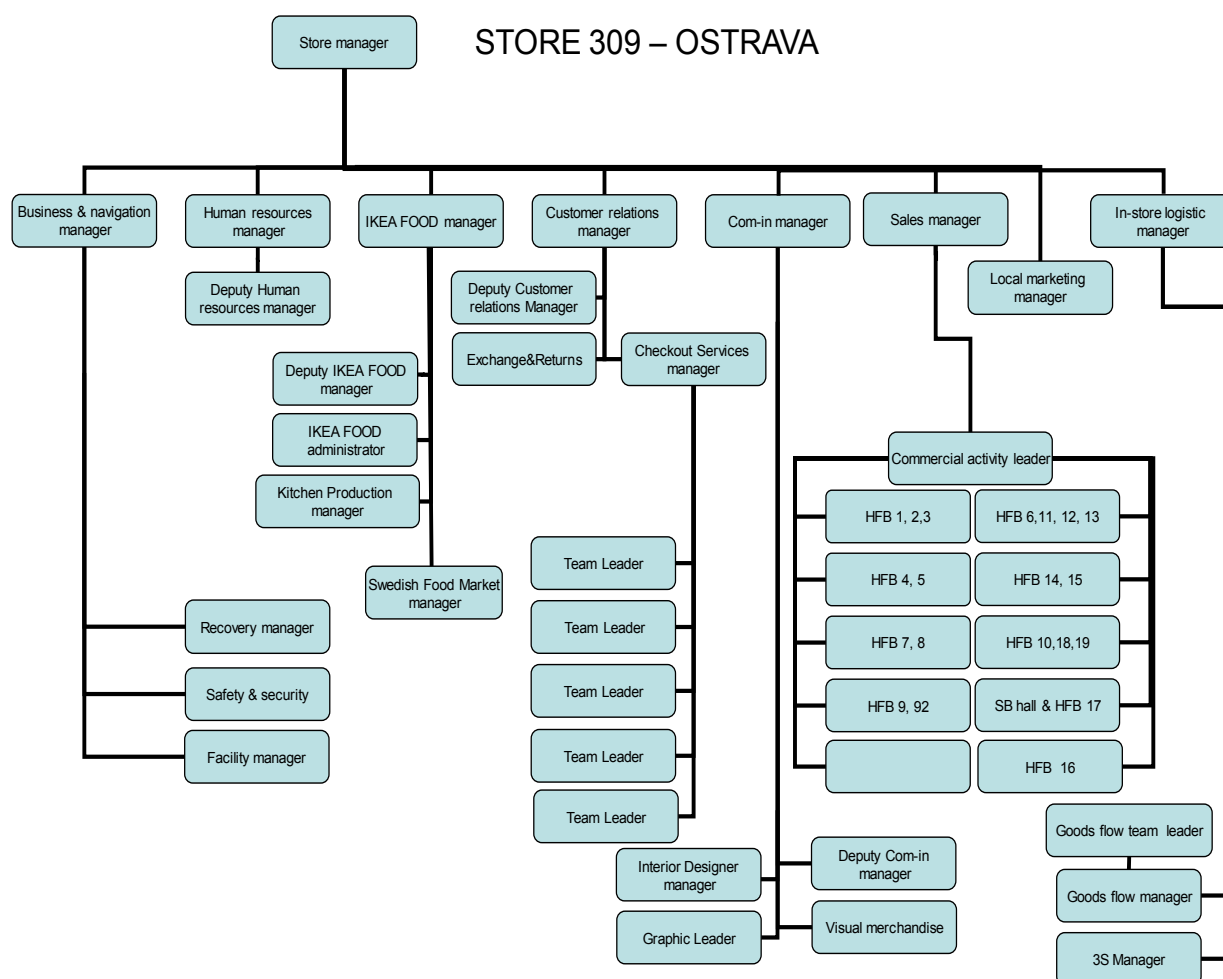 STORE 309 – OSTRAVA
Store manager
Business & navigation
manager
Human resources
manager
IKEA FOOD manager
Customer relations
manager
Com-in manager
Sales manager
In-store logistic
manager
Local marketing
manager
Deputy Human
resources manager
Deputy Customer
relations Manager
Exchange&Returns
Checkout Services
manager
Deputy IKEA FOOD
manager
IKEA FOOD
administrator
Kitchen Production
manager
Swedish Food Market
manager
Commercial activity leader
HFB 1, 2,3
HFB 6,11, 12, 13
HFB 4, 5
HFB 14, 15
HFB 7, 8
HFB 10,18,19
HFB 9, 92
SB hall & HFB 17
HFB 16
Team Leader
Team Leader
Team Leader
Team Leader
Team Leader
Recovery manager
Safety & security
Facility manager
Interior Designer
manager
Deputy Com-in
manager
Graphic Leader
Visual merchandise
Goods flow team leader
Goods flow manager
3S Manager